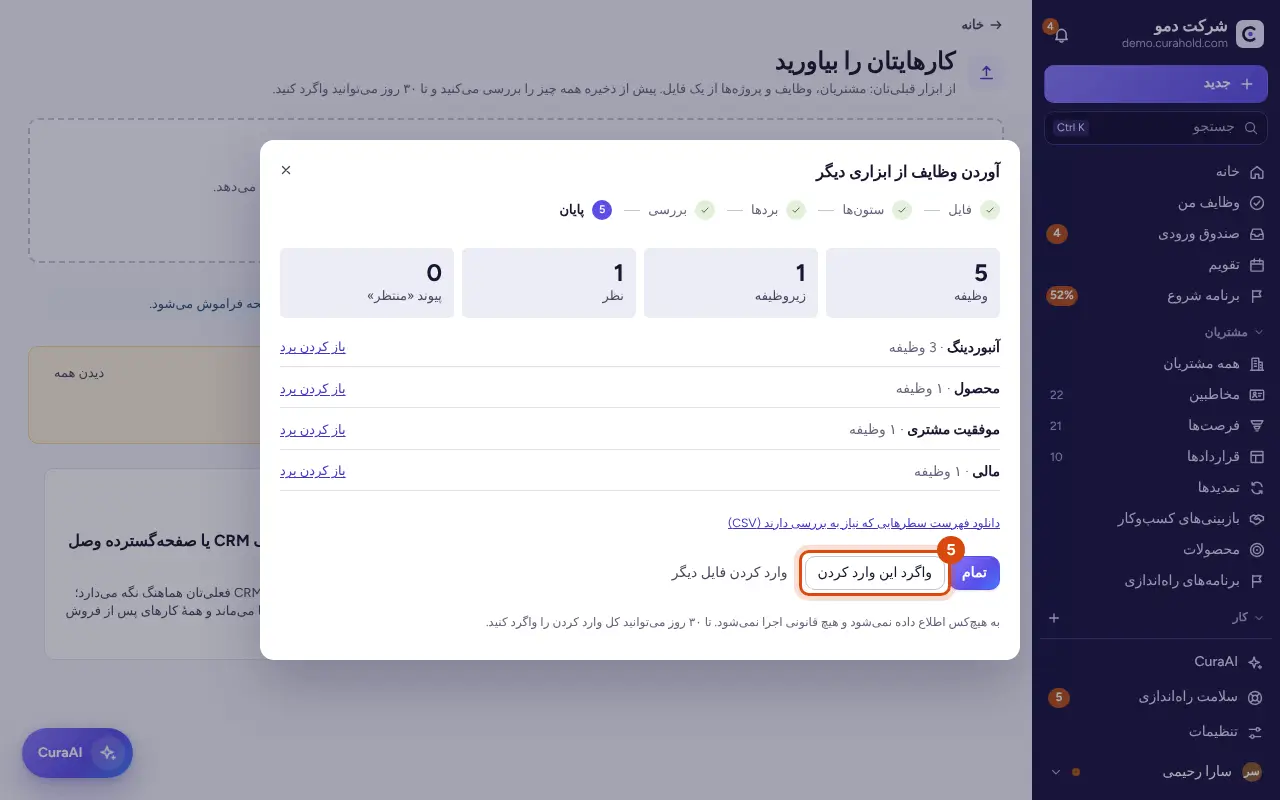 شرکت دمو
demo.curahold.com
4
جدید
جستجو
Ctrl K
خانه
وظایف من
صندوق ورودی
4
تقویم
برنامه شروع
52%
مشتریان
همه مشتریان
مخاطبین
22
فرصت‌ها
21
قراردادها
10
تمدیدها
بازبینی‌های کسب‌وکار
محصولات
برنامه‌های راه‌اندازی
کار
CuraAI
سلامت راه‌اندازی
5
تنظیمات
سر
سارا رحیمی
خانه
کارهایتان را بیاورید
از ابزار قبلی‌تان: مشتریان، وظایف و پروژه‌ها از یک فایل. پیش از ذخیره همه چیز را بررسی می‌کنید و تا ۳۰ روز می‌توانید واگرد کنید.
می‌دهد.
فراموش می‌شود.
دیدن همه
CRM یا صفحه‌گسترده وصل
CRM فعلی‌تان هماهنگ نگه می‌دارد؛
می‌ماند و همهٔ کارهای پس از فروش
آوردن وظایف از ابزاری دیگر
فایل
ستون‌ها
بردها
بررسی
5 پایان
5
وظیفه
1
زیروظیفه
1
نظر
0
پیوند «منتظر»
آنبوردینگ · 3 وظیفه
باز کردن برد
محصول · ۱ وظیفه
باز کردن برد
موفقیت مشتری · ۱ وظیفه
باز کردن برد
مالی · ۱ وظیفه
باز کردن برد
دانلود فهرست سطرهایی که نیاز به بررسی دارند (CSV)
5
تمام
واگرد این وارد کردن
وارد کردن فایل دیگر
به هیچ‌کس اطلاع داده نمی‌شود و هیچ قانونی اجرا نمی‌شود. تا ۳۰ روز می‌توانید کل وارد کردن را واگرد کنید.
CuraAI